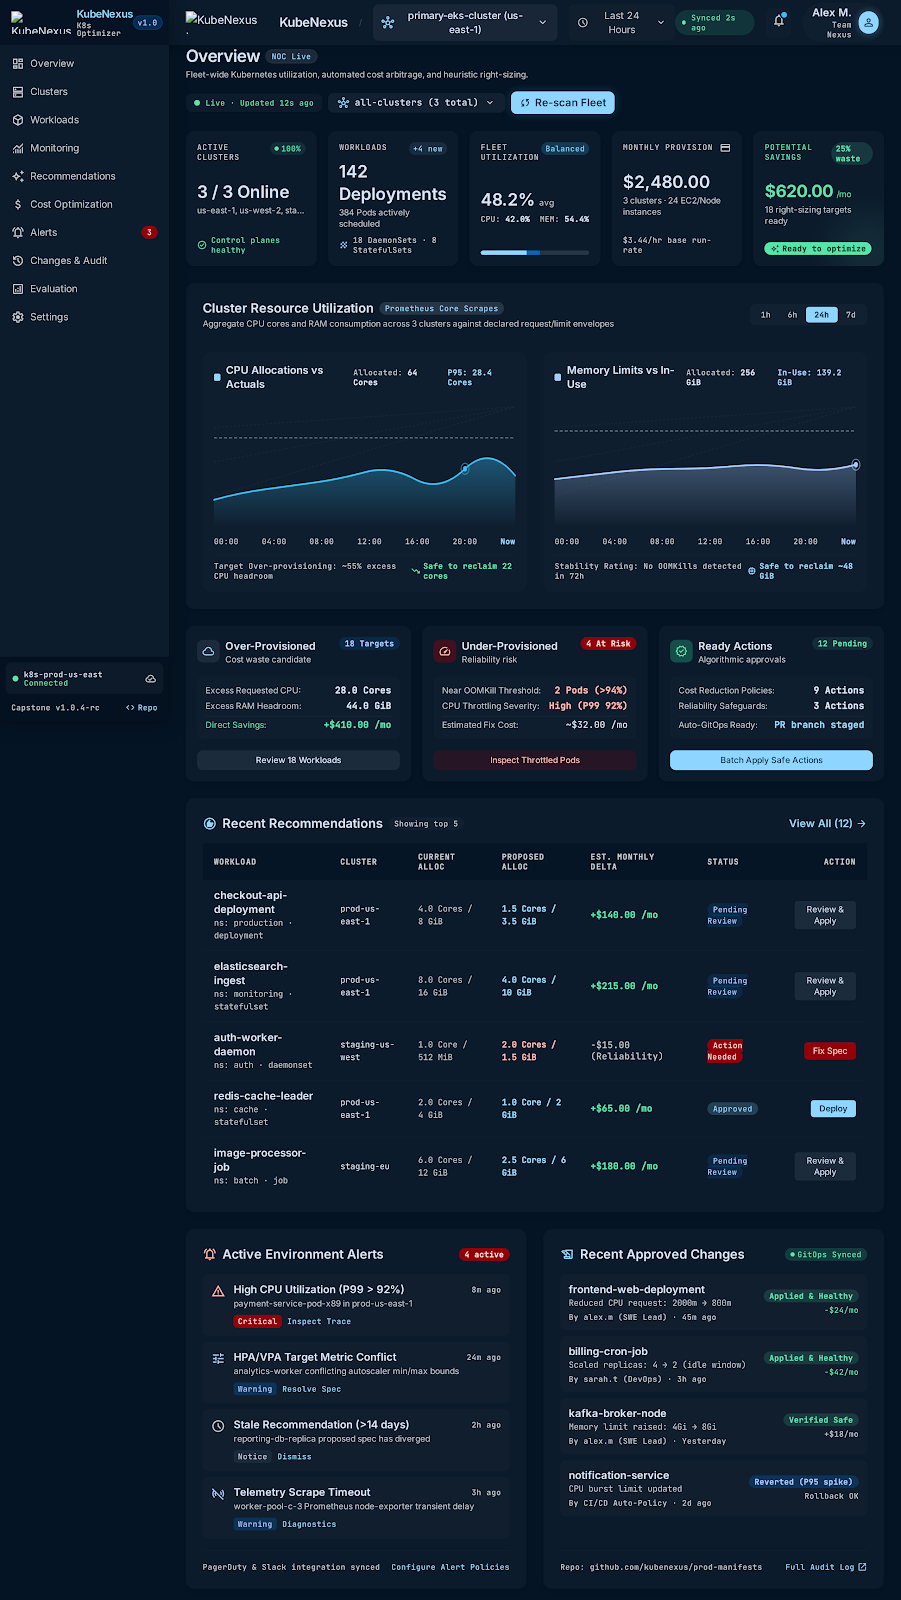 KubeNexus
KubeNexus
K8s
Optimizer
v1.0
KubeNexus
KubeNexus
/
primary-eks-cluster (us-
east-1)
Last 24
Hours
Synced 2s
ago
Alex M.
Team
Nexus
Overview
Clusters
Workloads
Monitoring
Recommendations
Cost Optimization
Alerts
3
Changes & Audit
Evaluation
Settings
k8s-prod-us-east
Connected
Capstone v1.0.4-rc
<> Repo
Overview
NOC Live
Fleet-wide Kubernetes utilization, automated cost arbitrage, and heuristic right-sizing.
Live · Updated 12s ago
all-clusters (3 total)
Re-scan Fleet
ACTIVE
CLUSTERS
100%
3 / 3 Online
us-east-1, us-west-2, sta...
Control planes
healthy
WORKLOADS
+4 new
142
Deployments
384 Pods actively
scheduled
18 DaemonSets · 8
StatefulSets
FLEET
UTILIZATION
Balanced
48.2% avg
CPU: 42.0% MEM: 54.4%
MONTHLY PROVISION
$2,480.00
3 clusters · 24 EC2/Node
instances
$3.44/hr base run-
rate
POTENTIAL
SAVINGS
25%
waste
$620.00 /mo
18 right-sizing targets
ready
Ready to optimize
Cluster Resource Utilization
Prometheus Core Scrapes
Aggregate CPU cores and RAM consumption across 3 clusters against declared request/limit envelopes
1h 6h 24h 7d
CPU Allocations vs
Actuals
Allocated: 64
Cores
P95: 28.4
Cores
00:00 04:00 08:00 12:00 16:00 20:00 Now
Target Over-provisioning: ~55% excess
CPU headroom
Safe to reclaim 22
cores
Memory Limits vs In-
Use
Allocated: 256
GiB
In-Use: 139.2
GiB
00:00 04:00 08:00 12:00 16:00 20:00 Now
Stability Rating: No OOMKills detected
in 72h
Safe to reclaim ~48
GiB
Over-Provisioned
Cost waste candidate
18 Targets
Excess Requested CPU: 28.0 Cores
Excess RAM Headroom: 44.0 GiB
Direct Savings: +$410.00 /mo
Review 18 Workloads
Under-Provisioned
Reliability risk
4 At Risk
Near OOMKill Threshold: 2 Pods (>94%)
CPU Throttling Severity: High (P99 92%)
Estimated Fix Cost: ~$32.00 /mo
Inspect Throttled Pods
Ready Actions
Algorithmic approvals
12 Pending
Cost Reduction Policies: 9 Actions
Reliability Safeguards: 3 Actions
Auto-GitOps Ready: PR branch staged
Batch Apply Safe Actions
Recent Recommendations
Showing top 5
View All (12) →
WORKLOAD
CLUSTER
CURRENT
ALLOC
PROPOSED
ALLOC
EST. MONTHLY
DELTA
STATUS
ACTION
checkout-api-
deployment
ns: production ·
deployment
prod-us-
east-1
4.0 Cores /
8 GiB
1.5 Cores /
3.5 GiB
+$140.00 /mo
Pending
Review
Review &
Apply
elasticsearch-
ingest
ns: monitoring ·
statefulset
prod-us-
east-1
8.0 Cores /
16 GiB
4.0 Cores /
10 GiB
+$215.00 /mo
Pending
Review
Review &
Apply
auth-worker-
daemon
ns: auth · daemonset
staging-us-
west
1.0 Core /
512 MiB
2.0 Cores /
1.5 GiB
-$15.00
(Reliability)
Action
Needed
Fix Spec
redis-cache-leader
ns: cache ·
statefulset
prod-us-
east-1
2.0 Cores /
4 GiB
1.0 Core / 2
GiB
+$65.00 /mo
Approved
Deploy
image-processor-
job
ns: batch · job
staging-eu
6.0 Cores /
12 GiB
2.5 Cores / 6
GiB
+$180.00 /mo
Pending
Review
Review &
Apply
Active Environment Alerts
4 active
High CPU Utilization (P99 > 92%)
8m ago
payment-service-pod-x89 in prod-us-east-1
Critical Inspect Trace
HPA/VPA Target Metric Conflict
24m ago
analytics-worker conflicting autoscaler min/max bounds
Warning Resolve Spec
Stale Recommendation (>14 days)
2h ago
reporting-db-replica proposed spec has diverged
Notice Dismiss
Telemetry Scrape Timeout
3h ago
worker-pool-c-3 Prometheus node-exporter transient delay
Warning Diagnostics
PagerDuty & Slack integration synced
Configure Alert Policies
Recent Approved Changes
GitOps Synced
frontend-web-deployment
Reduced CPU request: 2000m → 800m
By alex.m (SWE Lead) · 45m ago
Applied & Healthy
-$24/mo
billing-cron-job
Scaled replicas: 4 → 2 (idle window)
By sarah.t (DevOps) · 3h ago
Applied & Healthy
-$42/mo
kafka-broker-node
Memory limit raised: 4Gi → 8Gi
By alex.m (SWE Lead) · Yesterday
Verified Safe
+$18/mo
notification-service
CPU burst limit updated
By CI/CD Auto-Policy · 2d ago
Reverted (P95 spike)
Rollback OK
Repo: github.com/kubenexus/prod-manifests
Full Audit Log